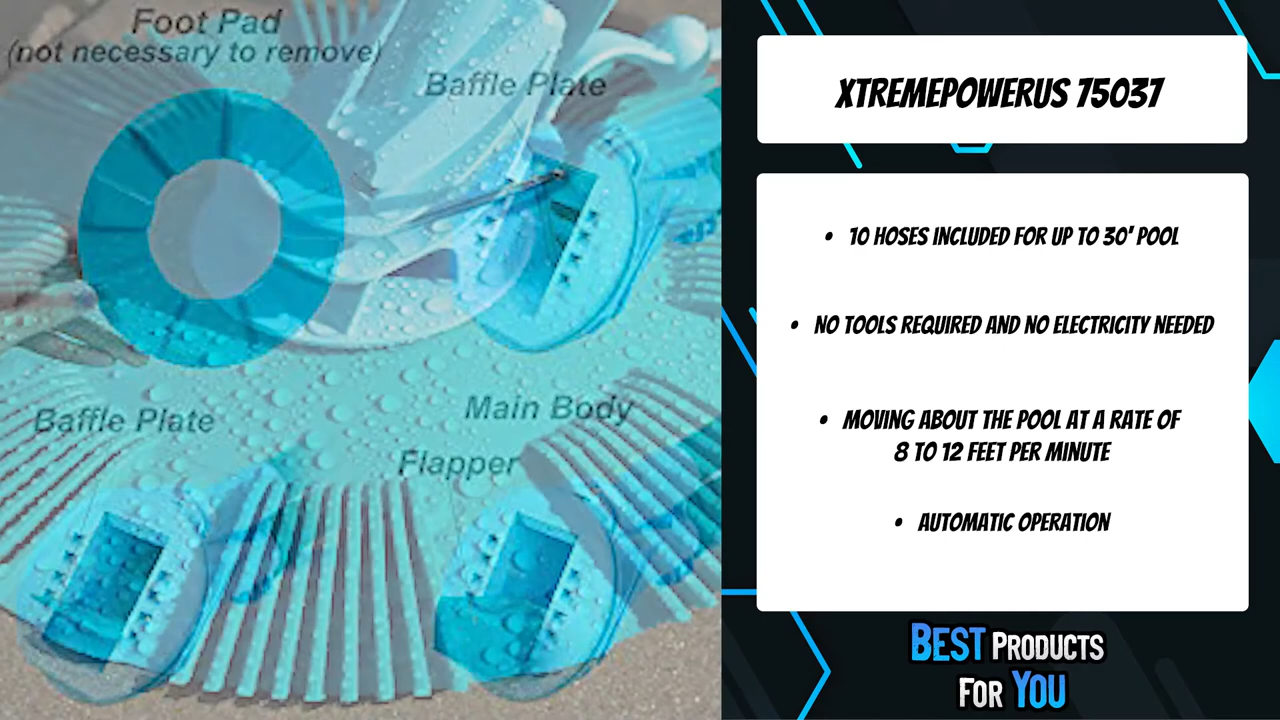 Foot Pad
(not necessary to remove)
Baffle Plate
Baffle Plate
Main Body
Flapper
XTREMEPOWERUS 75037
• 10 HOSES INCLUDED FOR UP TO 30' POOL
• NO TOOLS REQUIRED AND NO ELECTRICITY NEEDED
• MOVING ABOUT THE POOL AT A RATE OF
8 TO 12 FEET PER MINUTE
• AUTOMATIC OPERATION
BEST PRODUCTS
FOR YOU